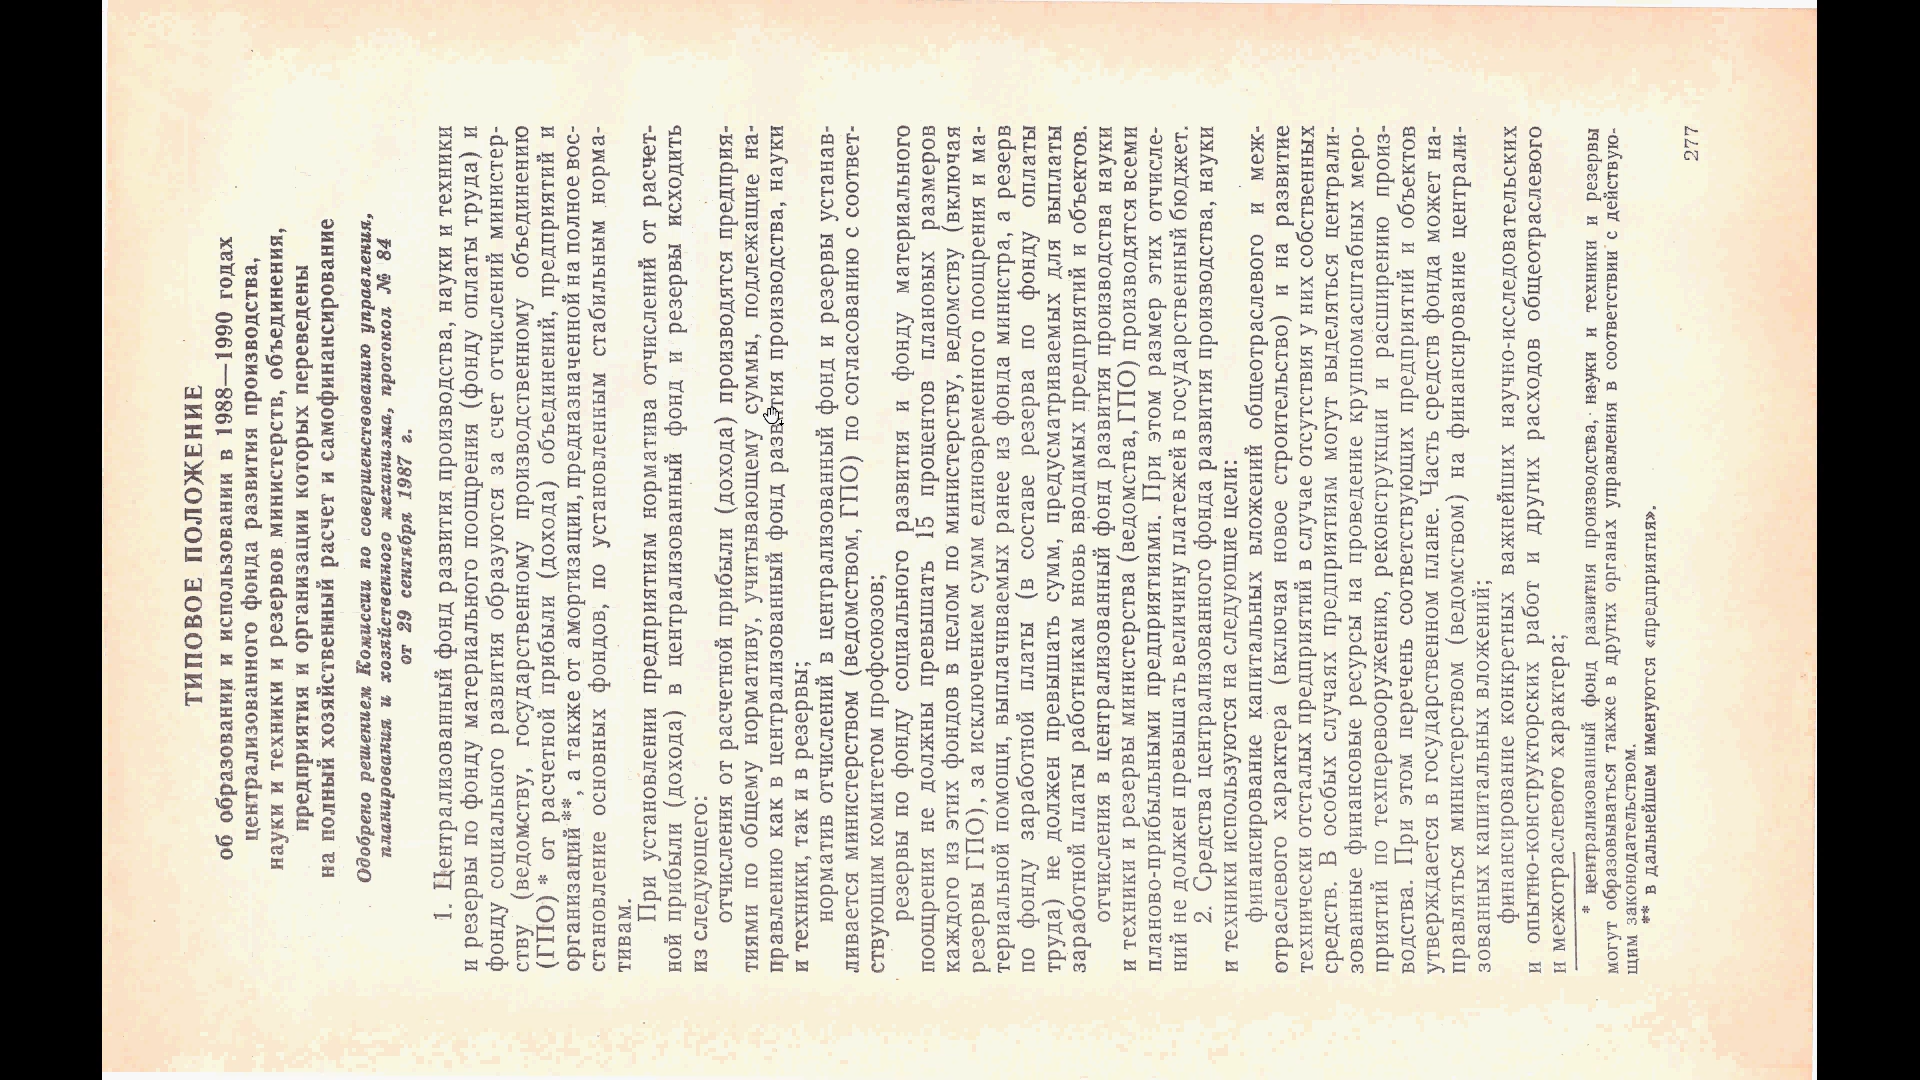 ТИПОВОЕ ПОЛОЖЕНИЕ
об образовании и использовании в 1988—1990 годах
централизованного фонда развития производства,
науки и техники и резервов министерств, объединения,
предприятия и организации которых переведены
на полный хозяйственный расчет и самофинансирование
Одобрено решением Комиссии по совершенствованию управления,
планирования и хозяйственного механизма, протокол № 84
от 29 сентября 1987 г.
1. Централизованный фонд развития производства, науки и техники
и резервы по фонду материального поощрения (фонду оплаты труда) и
фонду социального развития образуются за счет отчислений министер-
ству (ведомству, государственному производственному объединению
(ГПО) * от расчетной прибыли (дохода) объединений, предприятий и
организаций **, а также от амортизации, предназначенной на полное вос-
становление основных фондов, по установленным стабильным норма-
тивам.
При установлении предприятиям норматива отчислений от расчет-
ной прибыли (дохода) в централизованный фонд и резервы исходить
из следующего:
отчисления от расчетной прибыли (дохода) производятся предприя-
тиями по общему нормативу, учитывающему суммы, подлежащие на-
правлению как в централизованный фонд развития производства, науки
и техники, так и в резервы;
норматив отчислений в централизованный фонд и резервы устанав-
ливается министерством (ведомством, ГПО) по согласованию с соответ-
ствующим комитетом профсоюзов;
резервы по фонду социального развития и фонду материального
поощрения не должны превышать 15 процентов плановых размеров
каждого из этих фондов в целом по министерству, ведомству (включая
резервы ГПО), за исключением сумм единовременного поощрения и ма-
териальной помощи, выплачиваемых ранее из фонда министра, а резерв
по фонду заработной платы (в составе резерва по фонду оплаты
труда) не должен превышать сумм, предусматриваемых для выплаты
заработной платы работникам вновь вводимых предприятий и объектов.
отчисления в централизованный фонд развития производства науки
и техники и резервы министерства (ведомства, ГПО) производятся всеми
планово-прибыльными предприятиями. При этом размер этих отчисле-
ний не должен превышать величину платежей в государственный бюджет.
2. Средства централизованного фонда развития производства, науки
и техники используются на следующие цели:
финансирование капитальных вложений общеотраслевого и меж-
отраслевого характера (включая новое строительство) и на развитие
технически отсталых предприятий в случае отсутствия у них собственных
средств. В особых случаях предприятиям могут выделяться централи-
зованные финансовые ресурсы на проведение крупномасштабных меро-
приятий по техперевооружению, реконструкции и расширению произ-
водства. При этом перечень соответствующих предприятий и объектов
утверждается в государственном плане. Часть средств фонда может на-
правляться министерством (ведомством) на финансирование централи-
зованных капитальных вложений;
финансирование конкретных важнейших научно-исследовательских
и опытно-конструкторских работ и других расходов общеотраслевого
и межотраслевого характера;
* централизованный фонд развития производства, науки и техники и резервы
могут образовываться также в других органах управления в соответствии с действую-
щим законодательством.
** в дальнейшем именуются «предприятия».
277